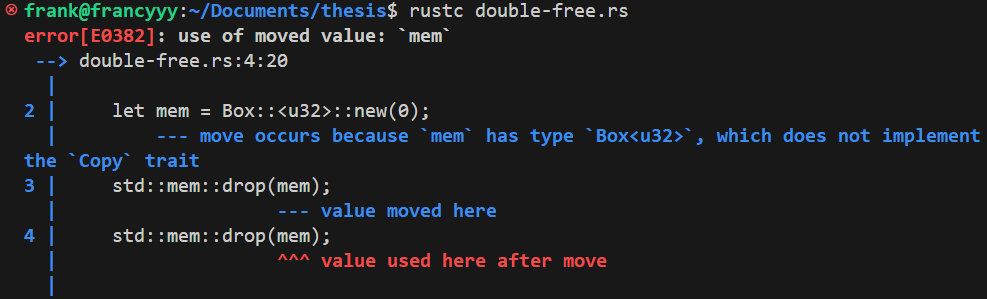 frank@francyyy:~/Documents/thesis$ rustc double-free.rs
error[E0382]: use of moved value: `mem`
 --> double-free.rs:4:20
  |
2 |     let mem = Box::<u32>::new(0);
  |         --- move occurs because `mem` has type `Box<u32>`, which does not implement
the `Copy` trait
3 |     std::mem::drop(mem);
  |                    --- value moved here
4 |     std::mem::drop(mem);
  |                    ^^^ value used here after move
  |